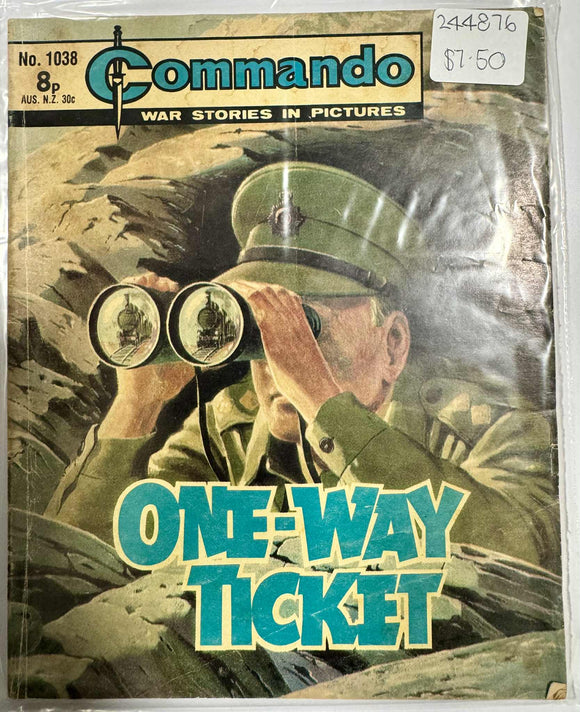 244876
$7.50
No. 1038
8p
AUS. N.Z. 30c
Commando
WAR STORIES IN PICTURES
ONE-WAY
TICKET